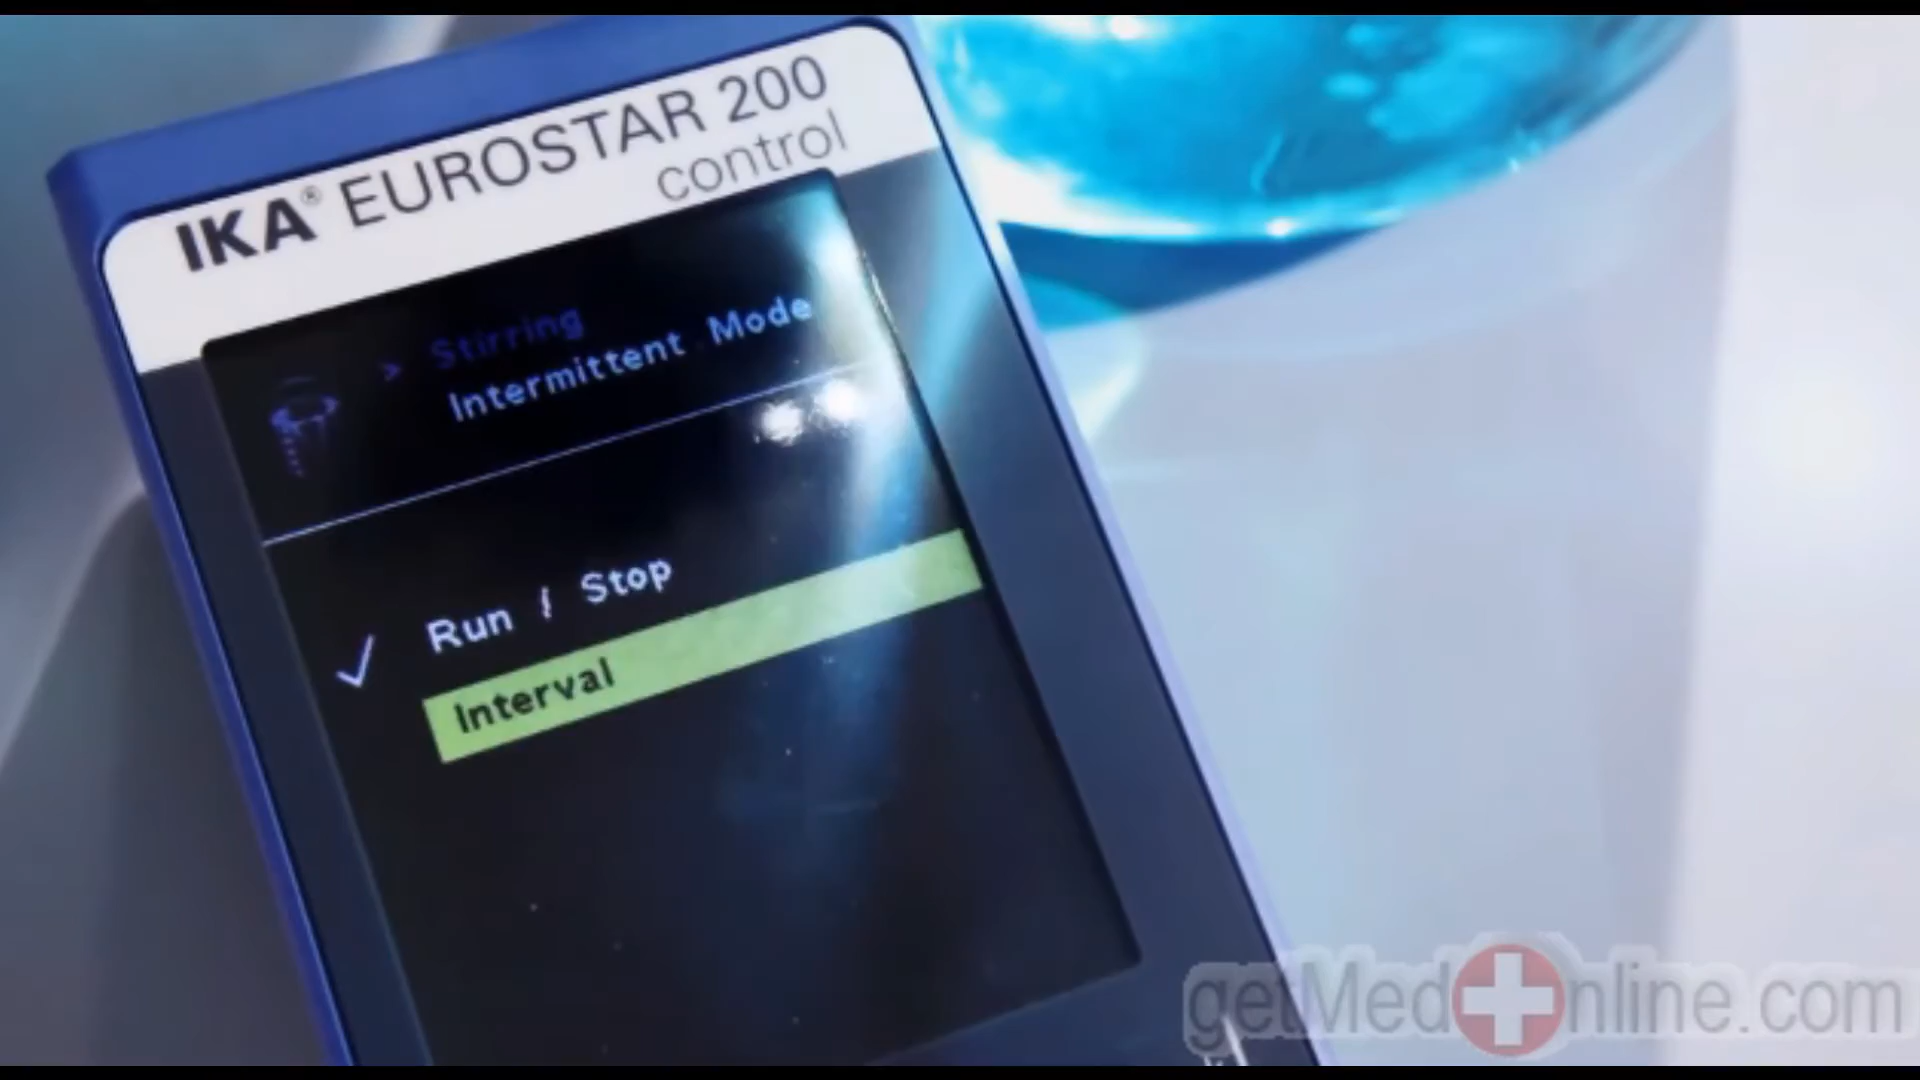 IKA® EUROSTAR 200
control
> Stirring
Intermittent Mode
✓ Run / Stop
Interval
getMedOnline.com